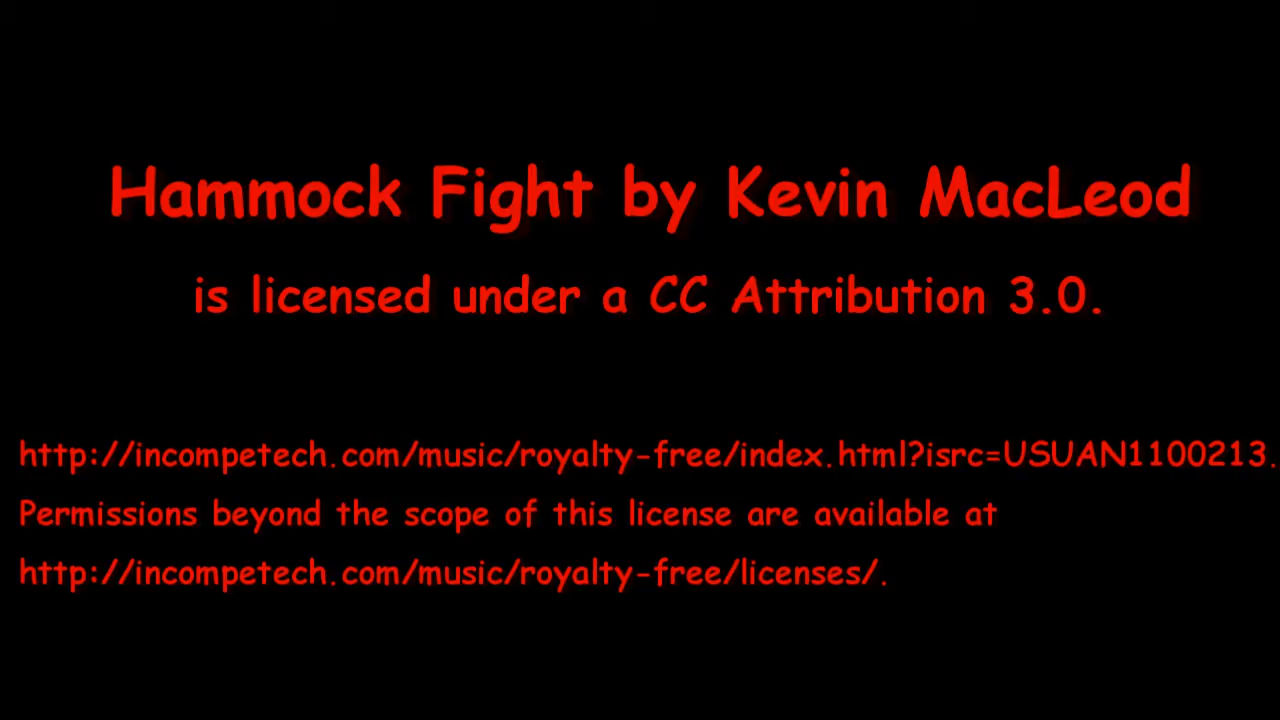 Hammock Fight by Kevin MacLeod
is licensed under a CC Attribution 3.0.
http://incompetech.com/music/royalty-free/index.html?isrc=USUAN1100213.
Permissions beyond the scope of this license are available at
http://incompetech.com/music/royalty-free/licenses/.